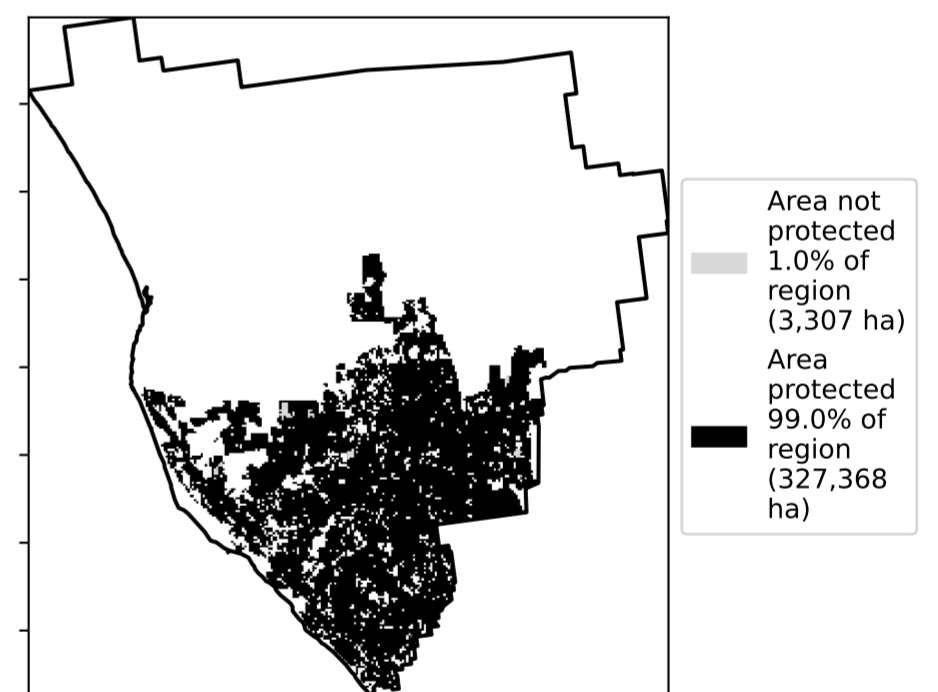 Area not
protected
1.0% of
region
(3,307 ha)
Area
protected
99.0% of
region
(327,368
ha)